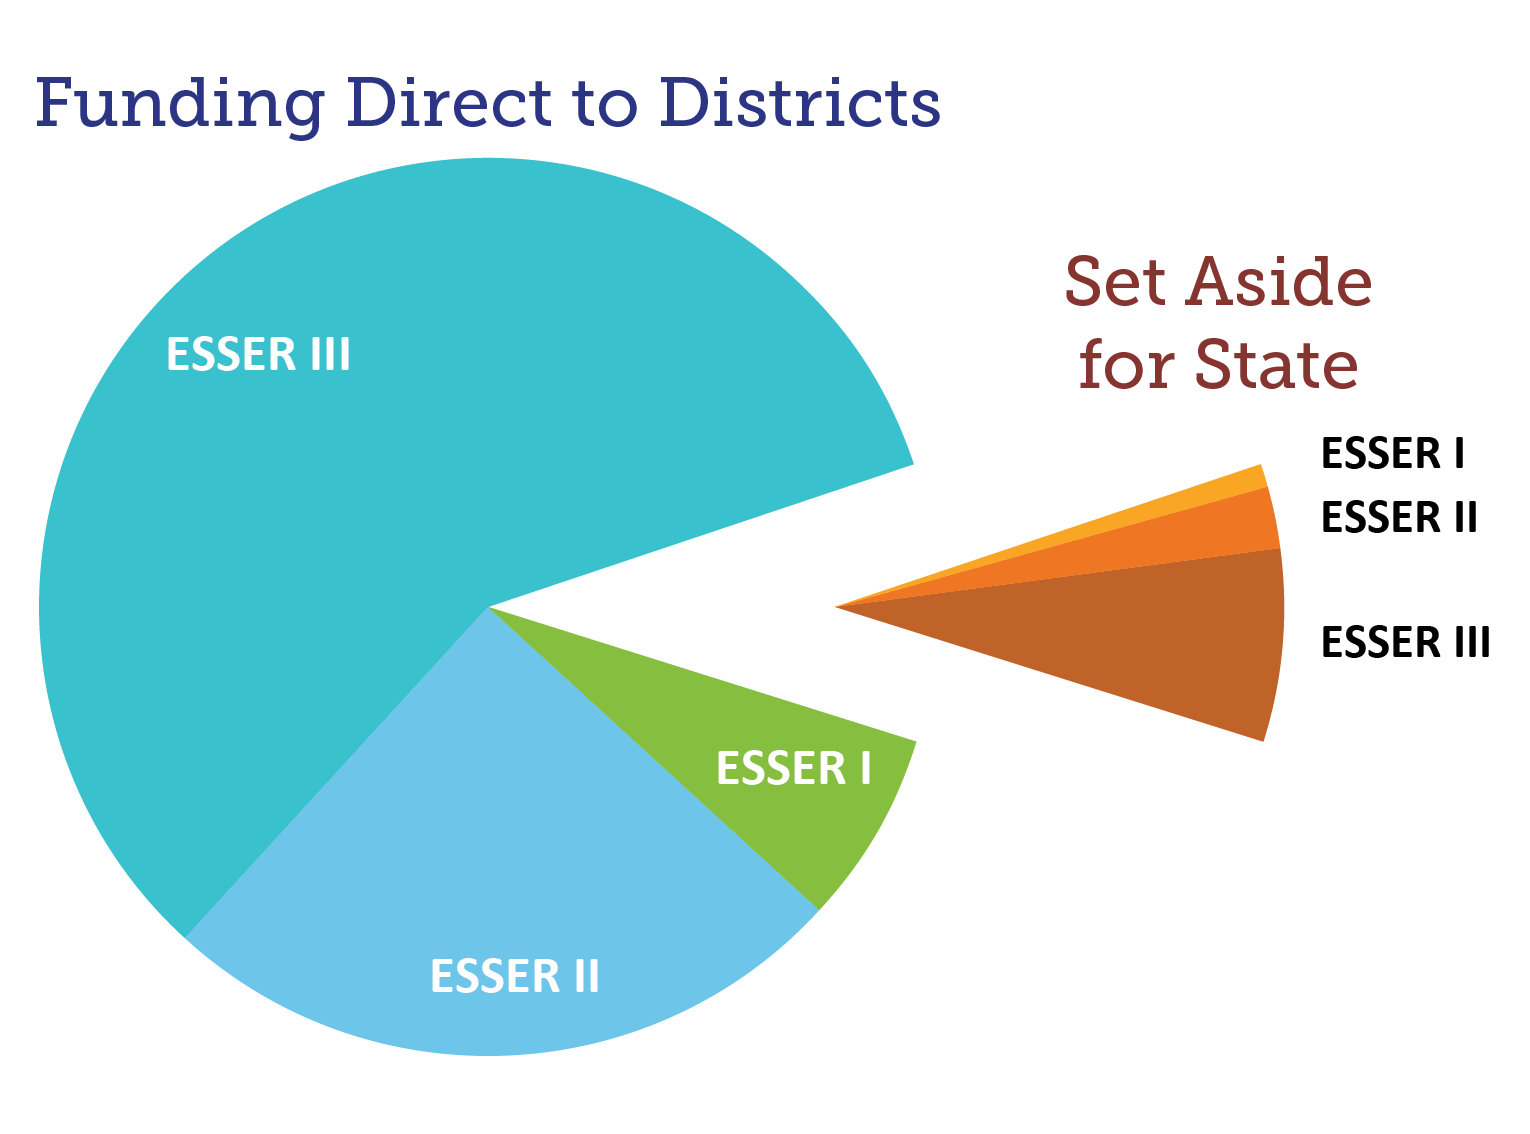 Funding Direct to Districts
ESSER III
ESSER II
ESSER I
Set Aside
for State
ESSER I
ESSER II
ESSER III